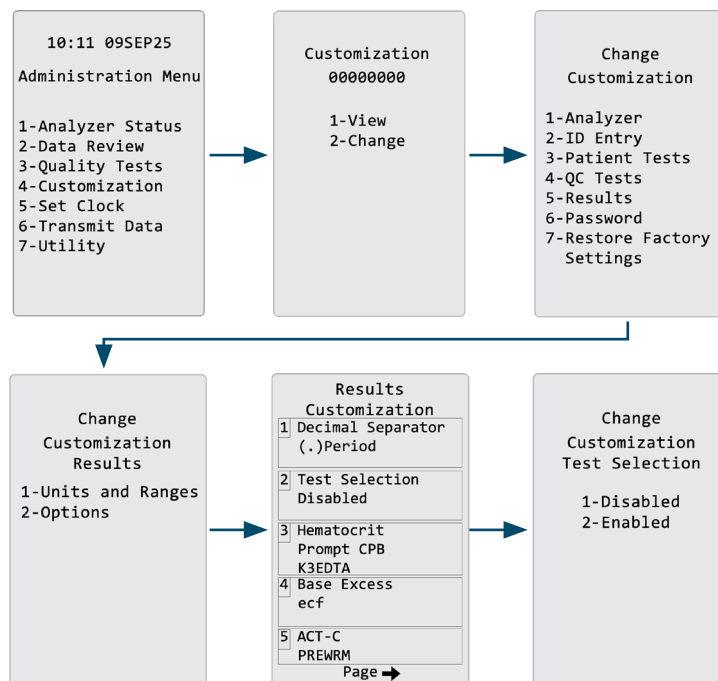 10:11 09SEP25
Administration Menu
1-Analyzer Status
2-Data Review
3-Quality Tests
4-Customization
5-Set Clock
6-Transmit Data
7-Utility
Customization
00000000
1-View
2-Change
Change
Customization
1-Analyzer
2-ID Entry
3-Patient Tests
4-QC Tests
5-Results
6-Password
7-Restore Factory
Settings
Change
Customization
Results
1-Units and Ranges
2-Options
Results
Customization
1 Decimal Separator
(.)Period
2 Test Selection
Disabled
3 Hematocrit
Prompt CPB
K3EDTA
4 Base Excess
ecf
5 ACT-C
PREWRM
Page
Change
Customization
Test Selection
1-Disabled
2-Enabled